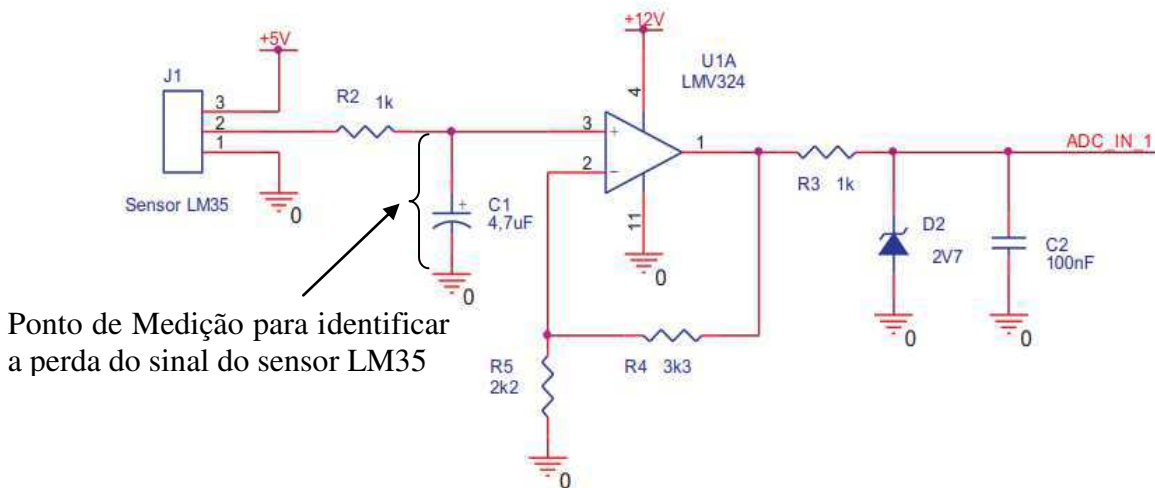 +5V
+12V
J1
U1A
LMV324
3
2
1
R2 1k
4
3
+
2
−
1
11
ADC_IN_1
R3 1k
Sensor LM35
0
+
C1
4,7uF
0
0
D2
2V7
C2
100nF
0
0
Ponto de Medição para identificar
a perda do sinal do sensor LM35
R5
2k2
R4 3k3
0